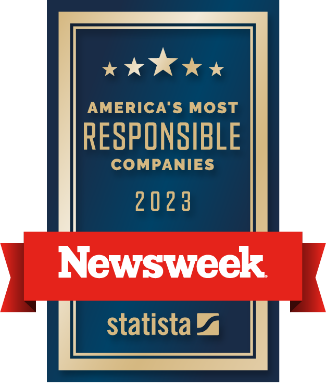 AMERICA'S MOST
RESPONSIBLE
COMPANIES
2023
Newsweek
statista